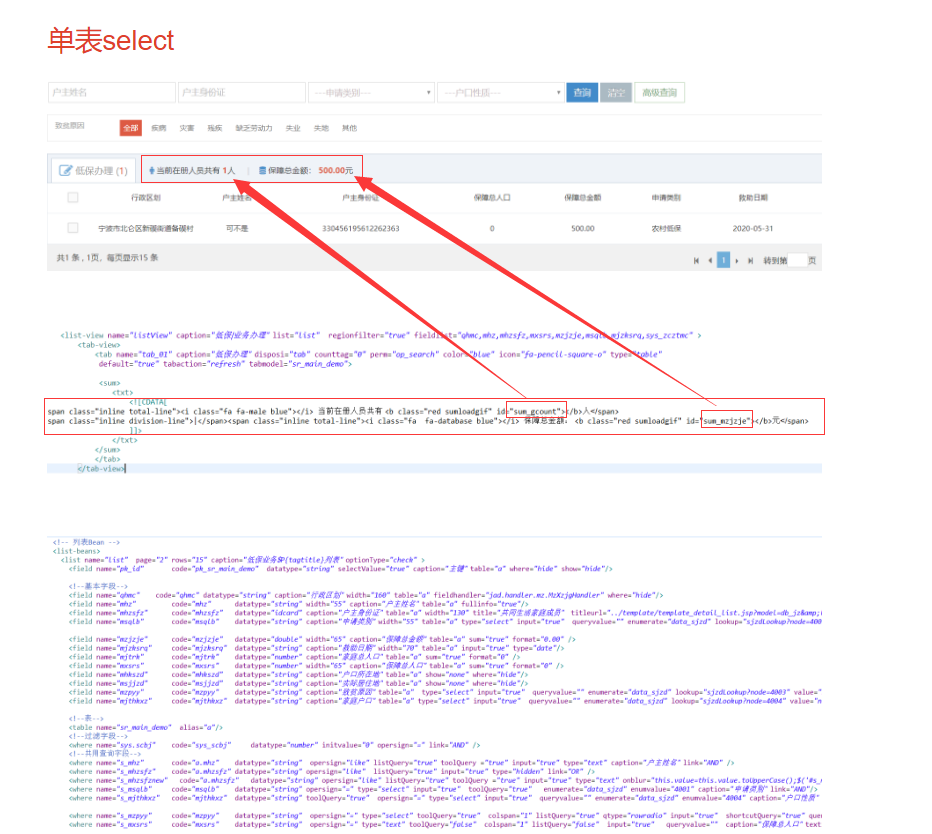 单表select
户主姓名 户主身份证 ----申请类别---- ----户口性质---- 查询 清空 高级查询
致贫原因 全部 疾病 灾害 残疾 缺乏劳动力 失业 失地 其他
低保办理 (1) 当前在册人员共有 1人 | 保障总金额: 500.00元
行政区划 户主姓名 户主身份证 保障总人口 保障总金额 申请类别 救助日期
宁波市北仑区新碶街道备碶村 可不是 330456195612262363 0 500.00 农村低保 2020-05-31
共1 条，1页，每页显示15 条 1 转到第 页
<list-view name="listView" caption="低保|业务办理" list="list" regionfilter="true" fieldlist="qhmc,mhz,mhzsfz,mxsrs,mzjzje,msqlb,mjzksrq,sys_zcztmc" >
<tab-view>
<tab name="tab_01" caption="低保办理" disposi="tab" counttag="0" perm="op_search" color="blue" icon="fa-pencil-square-o" type="table"
default="true" tabaction="refresh" tabmodel="sr_main_demo">
<sum>
<txt>
<![CDATA[
span class="inline total-line"><i class="fa fa-male blue"></i> 当前在册人员共有 <b class="red sumloadgif" id="sum_gcount"></b>人</span>
span class="inline division-line">|</span><span class="inline total-line"><i class="fa  fa-database blue"></i> 保障总金额: <b class="red sumloadgif" id="sum_mzjzje"></b>元</span>
]]>
</txt>
</sum>
</tab>
</tab-view>
<!-- 列表Bean -->
<list-beans>
<list name="list" page="2" rows="15" caption="低保业务@{tagtitle}列表" optionType="check" >
<field name="pk_id" code="pk_sr_main_demo" datatype="string" selectValue="true" caption="主键" table="a" where="hide" show="hide"/>
<!--基本字段-->
<field name="qhmc" code="qhmc" datatype="string" caption="行政区划" width="160" table="a" fieldhandler="jad.handler.mz.MzXzjgHandler" where="hide"/>
<field name="mhz" code="mhz" datatype="string" width="55" caption="户主姓名" table="a" fullinfo="true"/>
<field name="mhzsfz" code="mhzsfz" datatype="idcard" caption="户主身份证" table="a" width="130" title="共同生活家庭成员" titleurl="../template/template_detail_list.jsp?model=db_jz&amp;
<field name="msqlb" code="msqlb" datatype="string" caption="申请类别" width="55" table="a" type="select" input="true" queryvalue="" enumerate="data_sjzd" lookup="sjzdLookup?node=400
<field name="mzjzje" code="mzjzje" datatype="double" width="65" caption="保障总金额" table="a" sum="true" format="0.00" />
<field name="mjzksrq" code="mjzksrq" datatype="string" caption="救助日期" width="70" table="a" input="true" type="date"/>
<field name="mjtrk" code="mjtrk" datatype="number" caption="家庭总人口" table="a" sum="true" format="0" />
<field name="mxsrs" code="mxsrs" datatype="number" width="65" caption="保障总人口" table="a" sum="true" format="0" />
<field name="mhkszd" code="mhkszd" datatype="string" caption="户口所在地" table="a" show="none" where="hide"/>
<field name="msjjzd" code="msjjzd" datatype="string" caption="实际居住地" table="a" show="none" where="hide"/>
<field name="mzpyy" code="mzpyy" datatype="string" caption="致贫原因" table="a" type="select" input="true" queryvalue="" enumerate="data_sjzd" lookup="sjzdLookup?node=4003" value="
<field name="mjthkxz" code="mjthkxz" datatype="string" caption="家庭户口" table="a" type="select" input="true" queryvalue="" enumerate="data_sjzd" lookup="sjzdLookup?node=4004" value="n
<!--表-->
<table name="sr_main_demo" alias="a"/>
<!--过滤字段-->
<where name="sys.scbj" code="sys_scbj" datatype="number" initvalue="0" opersign="=" link="AND" />
<!--共用查询字段-->
<where name="s_mhz" code="a.mhz" datatype="string" opersign="like" listQuery="true" toolQuery ="true" input="true" type="text" caption="户主姓名" link="AND" />
<where name="s_mhzsfz" code="a.mhzsfz" datatype="string" opersign="like" listQuery="true" input="true" type="hidden" link="OR" />
<where name="s_mhzsfznew" code="a.mhzsfz" datatype="string" opersign="like" listQuery="true" toolQuery ="true" input="true" type="text" onblur="this.value=this.value.toUpperCase();$('#s_
<where name="s_msqlb" code="msqlb" datatype="string" opersign="=" type="select" input="true" toolQuery="true" enumerate="data_sjzd" enumvalue="4001" caption="申请类别" link="AND"/>
<where name="s_mjthkxz" code="mjthkxz" datatype="string" toolQuery="true" opersign="=" type="select" input="true" queryvalue="" enumerate="data_sjzd" enumvalue="4004" caption="户口性质"
<where name="s_mzpyy" code="mzpyy" datatype="string" opersign="=" type="select" toolQuery="true" colspan="1" listQuery="true" qtype="rowradio" input="true" shortcutQuery="true" que
<where name="s_mxsrs" code="mxsrs" datatype="string" opersign="=" type="text" toolQuery="false" colspan="1" listQuery="false" input="true" queryvalue="" caption="保障总人口" text